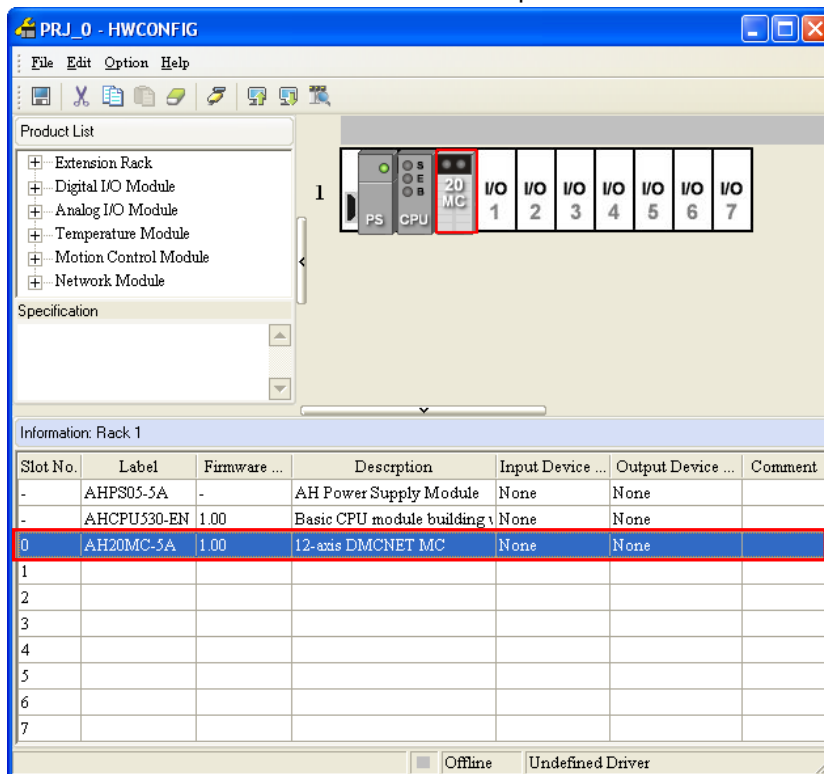 PRJ_0 - HWCONFIG
File Edit Option Help
Product List
Extension Rack
Digital I/O Module
Analog I/O Module
Temperature Module
Motion Control Module
Network Module
Specification
1
PS
S
E
B
CPU
20
MC
I/O I/O I/O I/O I/O I/O I/O
1 2 3 4 5 6 7
Information: Rack 1
Slot No. Label Firmware ... Descrption Input Device ... Output Device ... Comment
- AHPS05-5A - AH Power Supply Module None None
- AHCPU530-EN 1.00 Basic CPU module building None None
0 AH20MC-5A 1.00 12-axis DMCNET MC None None
1
2
3
4
5
6
7
Offline Undefined Driver